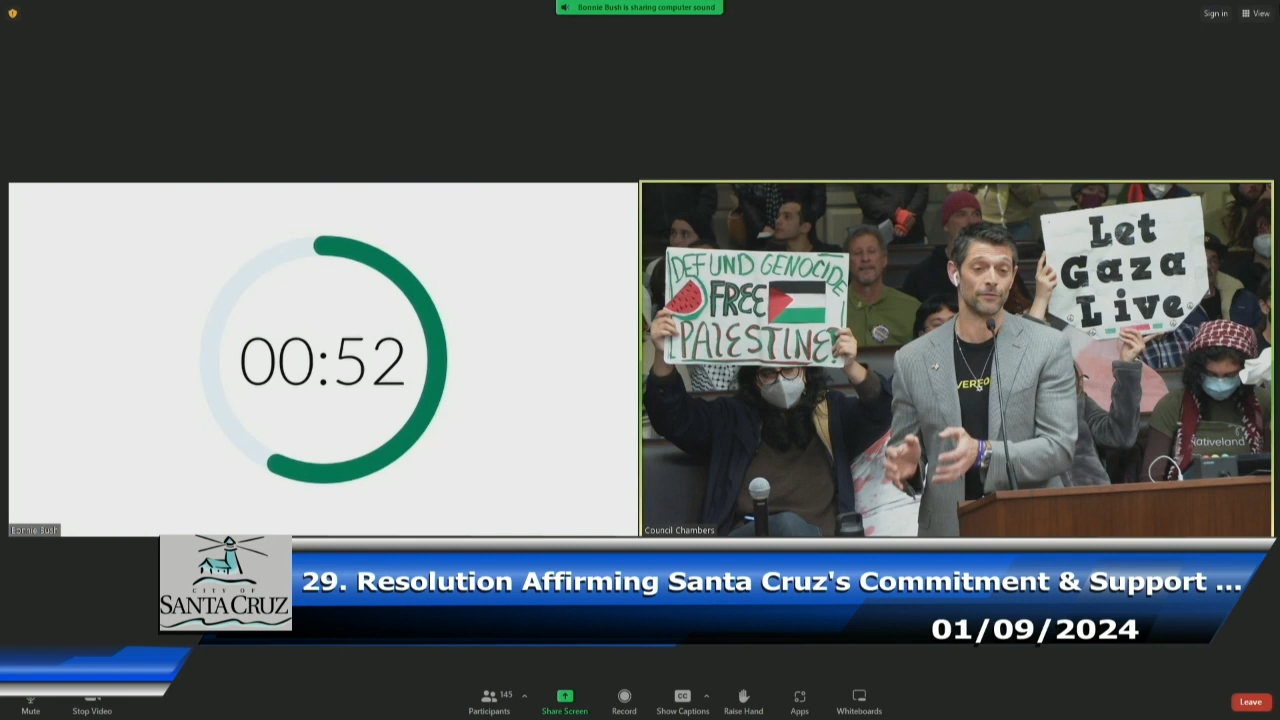 Bonnie Bush is sharing computer sound
Sign in
View
00:52
DEFUND GENOCIDE
FREE
PALESTINE!
Let
Gaza
Live
VERFO
Nativeland
Bonnie Bush
Council Chambers
CITY OF
SANTA CRUZ
29. Resolution Affirming Santa Cruz's Commitment & Support ...
01/09/2024
Mute
Stop Video
145
Participants
Share Screen
CC
Record
Show Captions
Raise Hand
Apps
Whiteboards
Leave